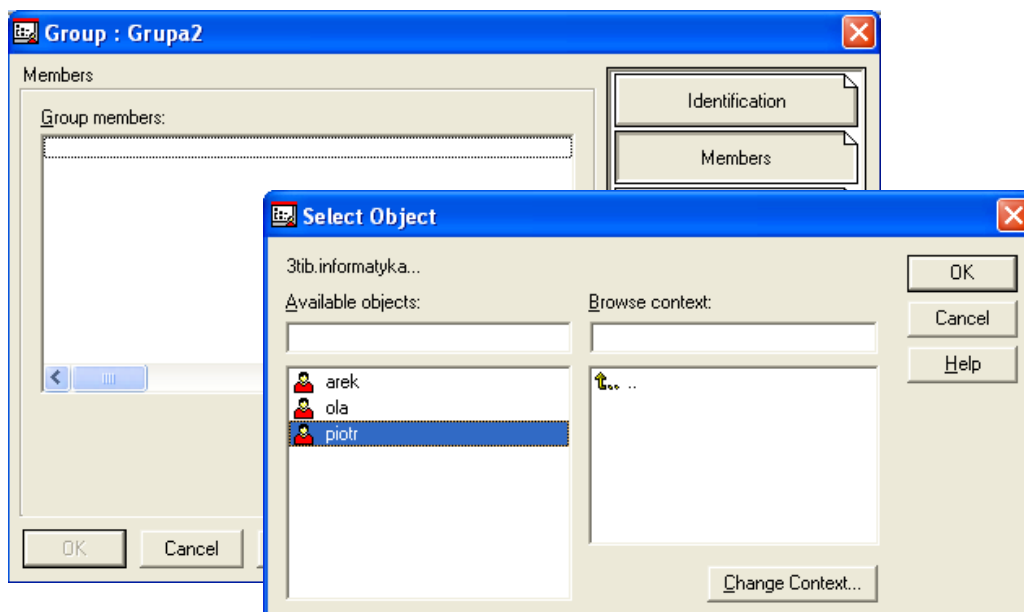 Group : Grupa2
Members
Group members:
Identification
Members
OK
Cancel
Select Object
3tib.informatyka...
Available objects:
Browse context:
OK
Cancel
Help
arek
ola
piotr
..
Change Context...